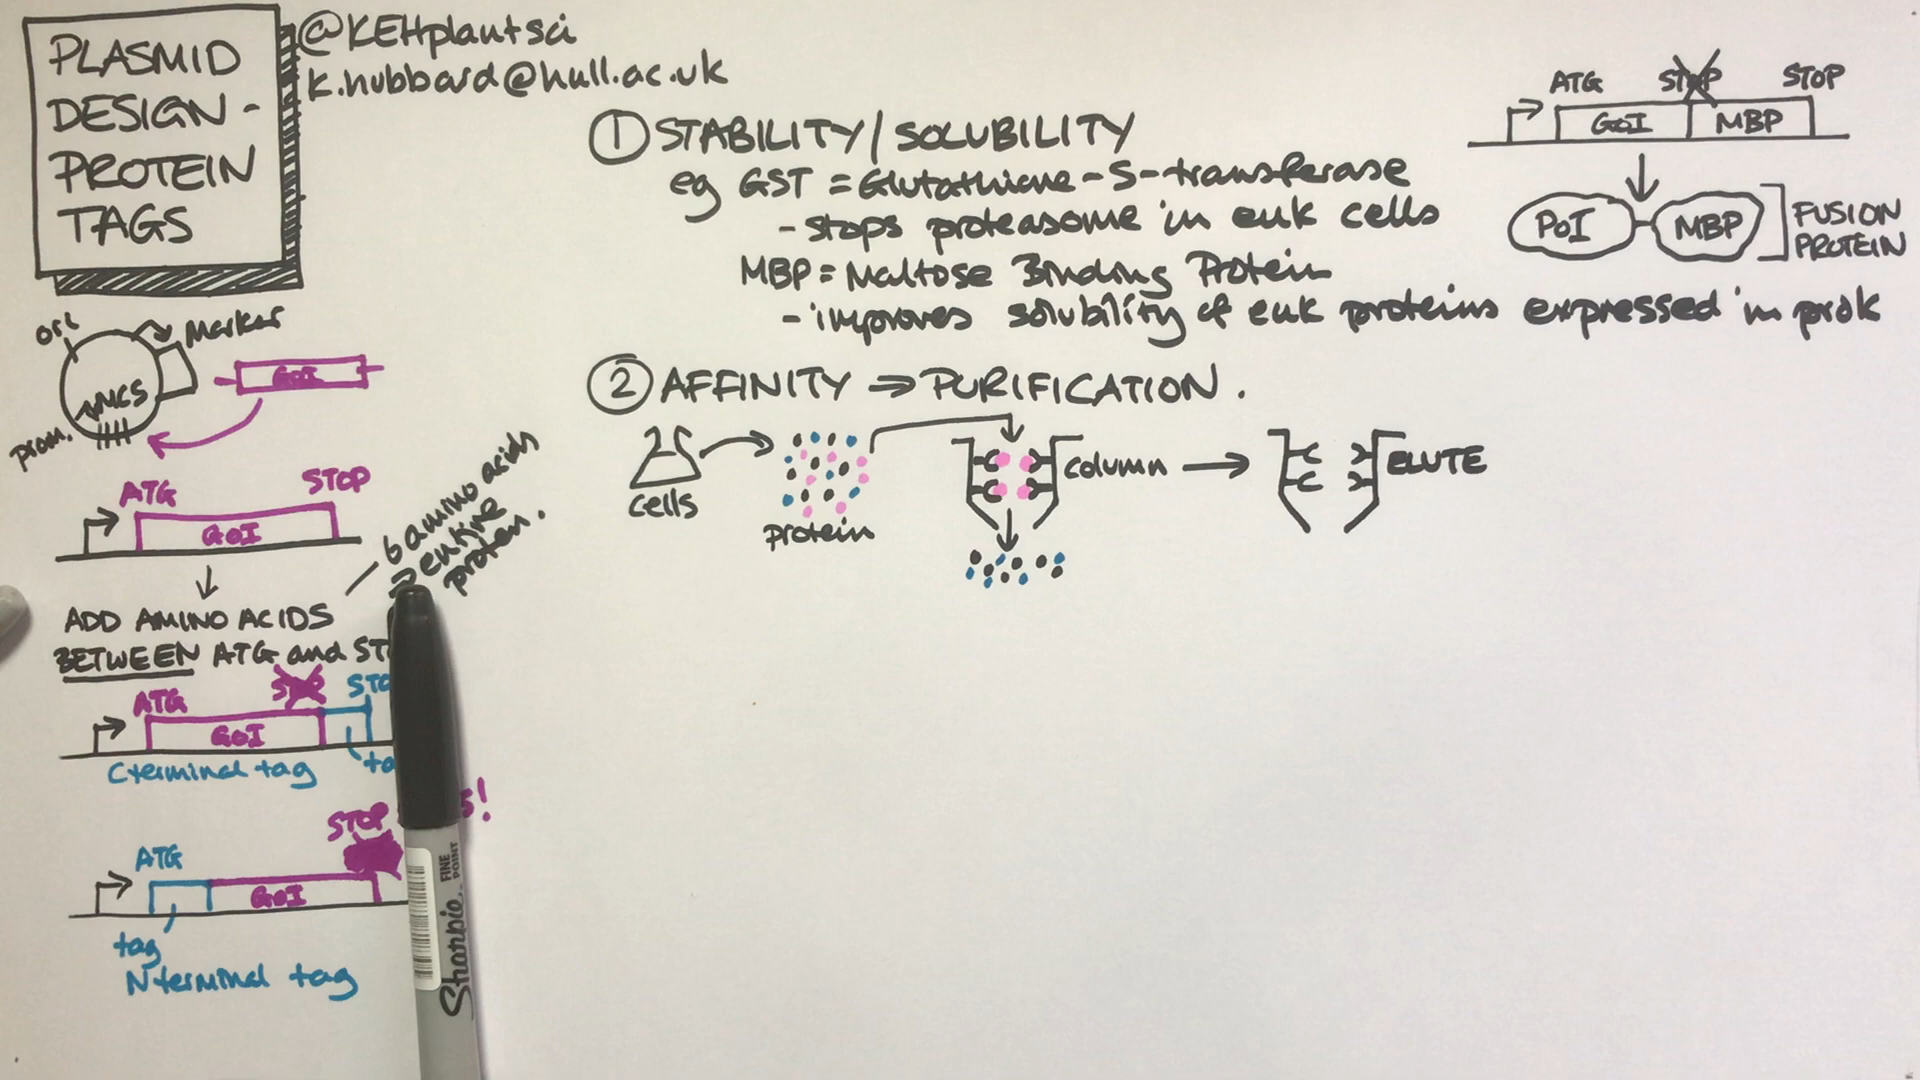 PLASMID
DESIGN -
PROTEIN
TAGS
@KEHplantsci
k.hubbard@hull.ac.uk
ori
Marker
MCS
prom.
GOI
ATG
STOP
GOI
6 amino acids
→ entire
protein.
ADD AMINO ACIDS
BETWEEN ATG and
ATG
GOI
C terminal tag
STOP
ATG
GOI
tag
N terminal tag
① STABILITY/SOLUBILITY
eg GST = Glutathione-S-transferase
- stops proteasome in euk cells
MBP = Maltose Binding Protein
- improves solubility of euk proteins expressed in prok
② AFFINITY ⇒ PURIFICATION.
cells
protein
column
ELUTE
ATG STOP STOP
GOI MBP
POI MBP
FUSION
PROTEIN
FINE
POINT
Sharpie